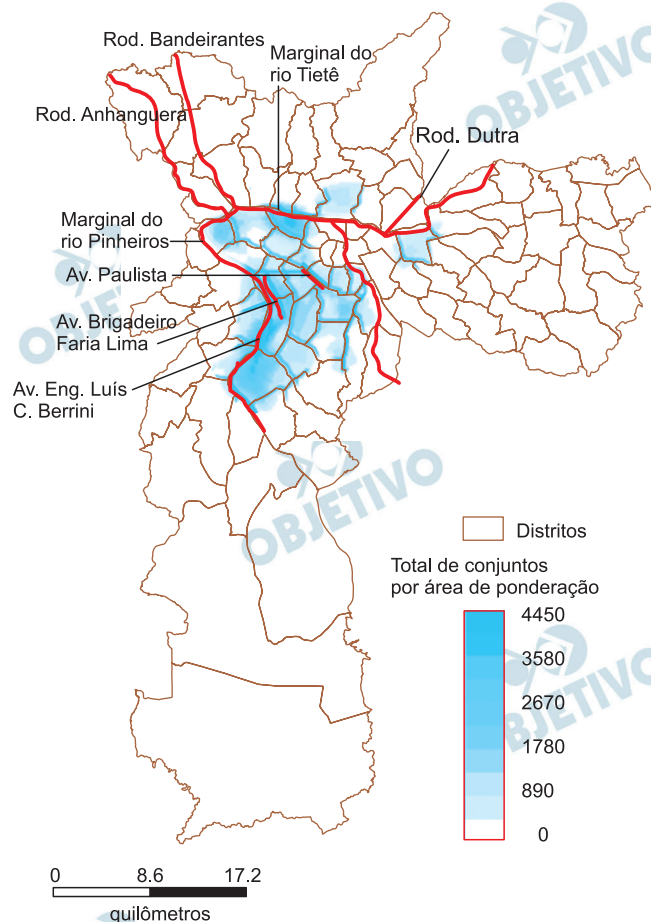 OBJETIVO
Rod. Bandeirantes
Marginal do
rio Tietê
Rod. Anhanguera
Rod. Dutra
Marginal do
rio Pinheiros
Av. Paulista
OBJETIVO
Av. Brigadeiro
Faria Lima
Av. Eng. Luís
C. Berrini
OBJETIVO
Distritos
Total de conjuntos
por área de ponderação
4450
3580
2670
1780
890
0
OBJETIVO
0 8.6 17.2
quilômetros